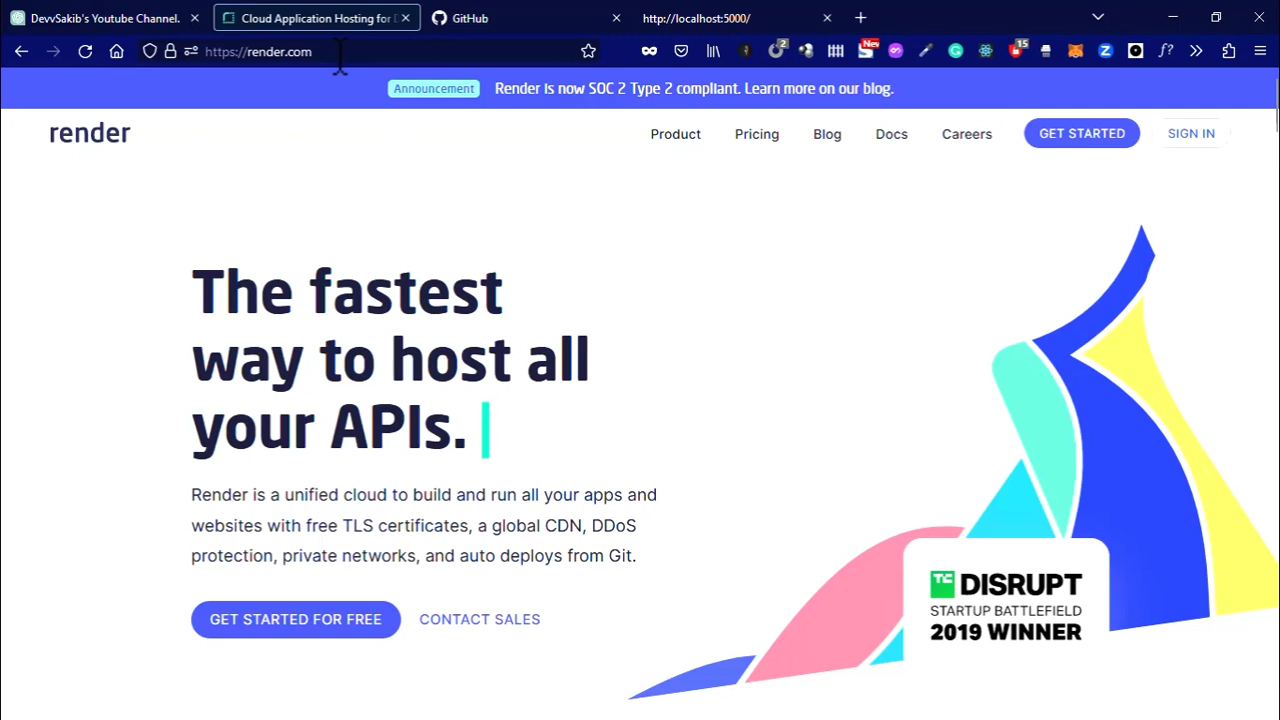 DevvSakib's Youtube Channel.
Cloud Application Hosting for
GitHub
http://localhost:5000/
https://render.com
2
New
15
Z
f?
Announcement
Render is now SOC 2 Type 2 compliant. Learn more on our blog.
render
Product
Pricing
Blog
Docs
Careers
GET STARTED
SIGN IN
The fastest
way to host all
your APIs.
Render is a unified cloud to build and run all your apps and
websites with free TLS certificates, a global CDN, DDoS
protection, private networks, and auto deploys from Git.
GET STARTED FOR FREE
CONTACT SALES
TC DISRUPT
STARTUP BATTLEFIELD
2019 WINNER